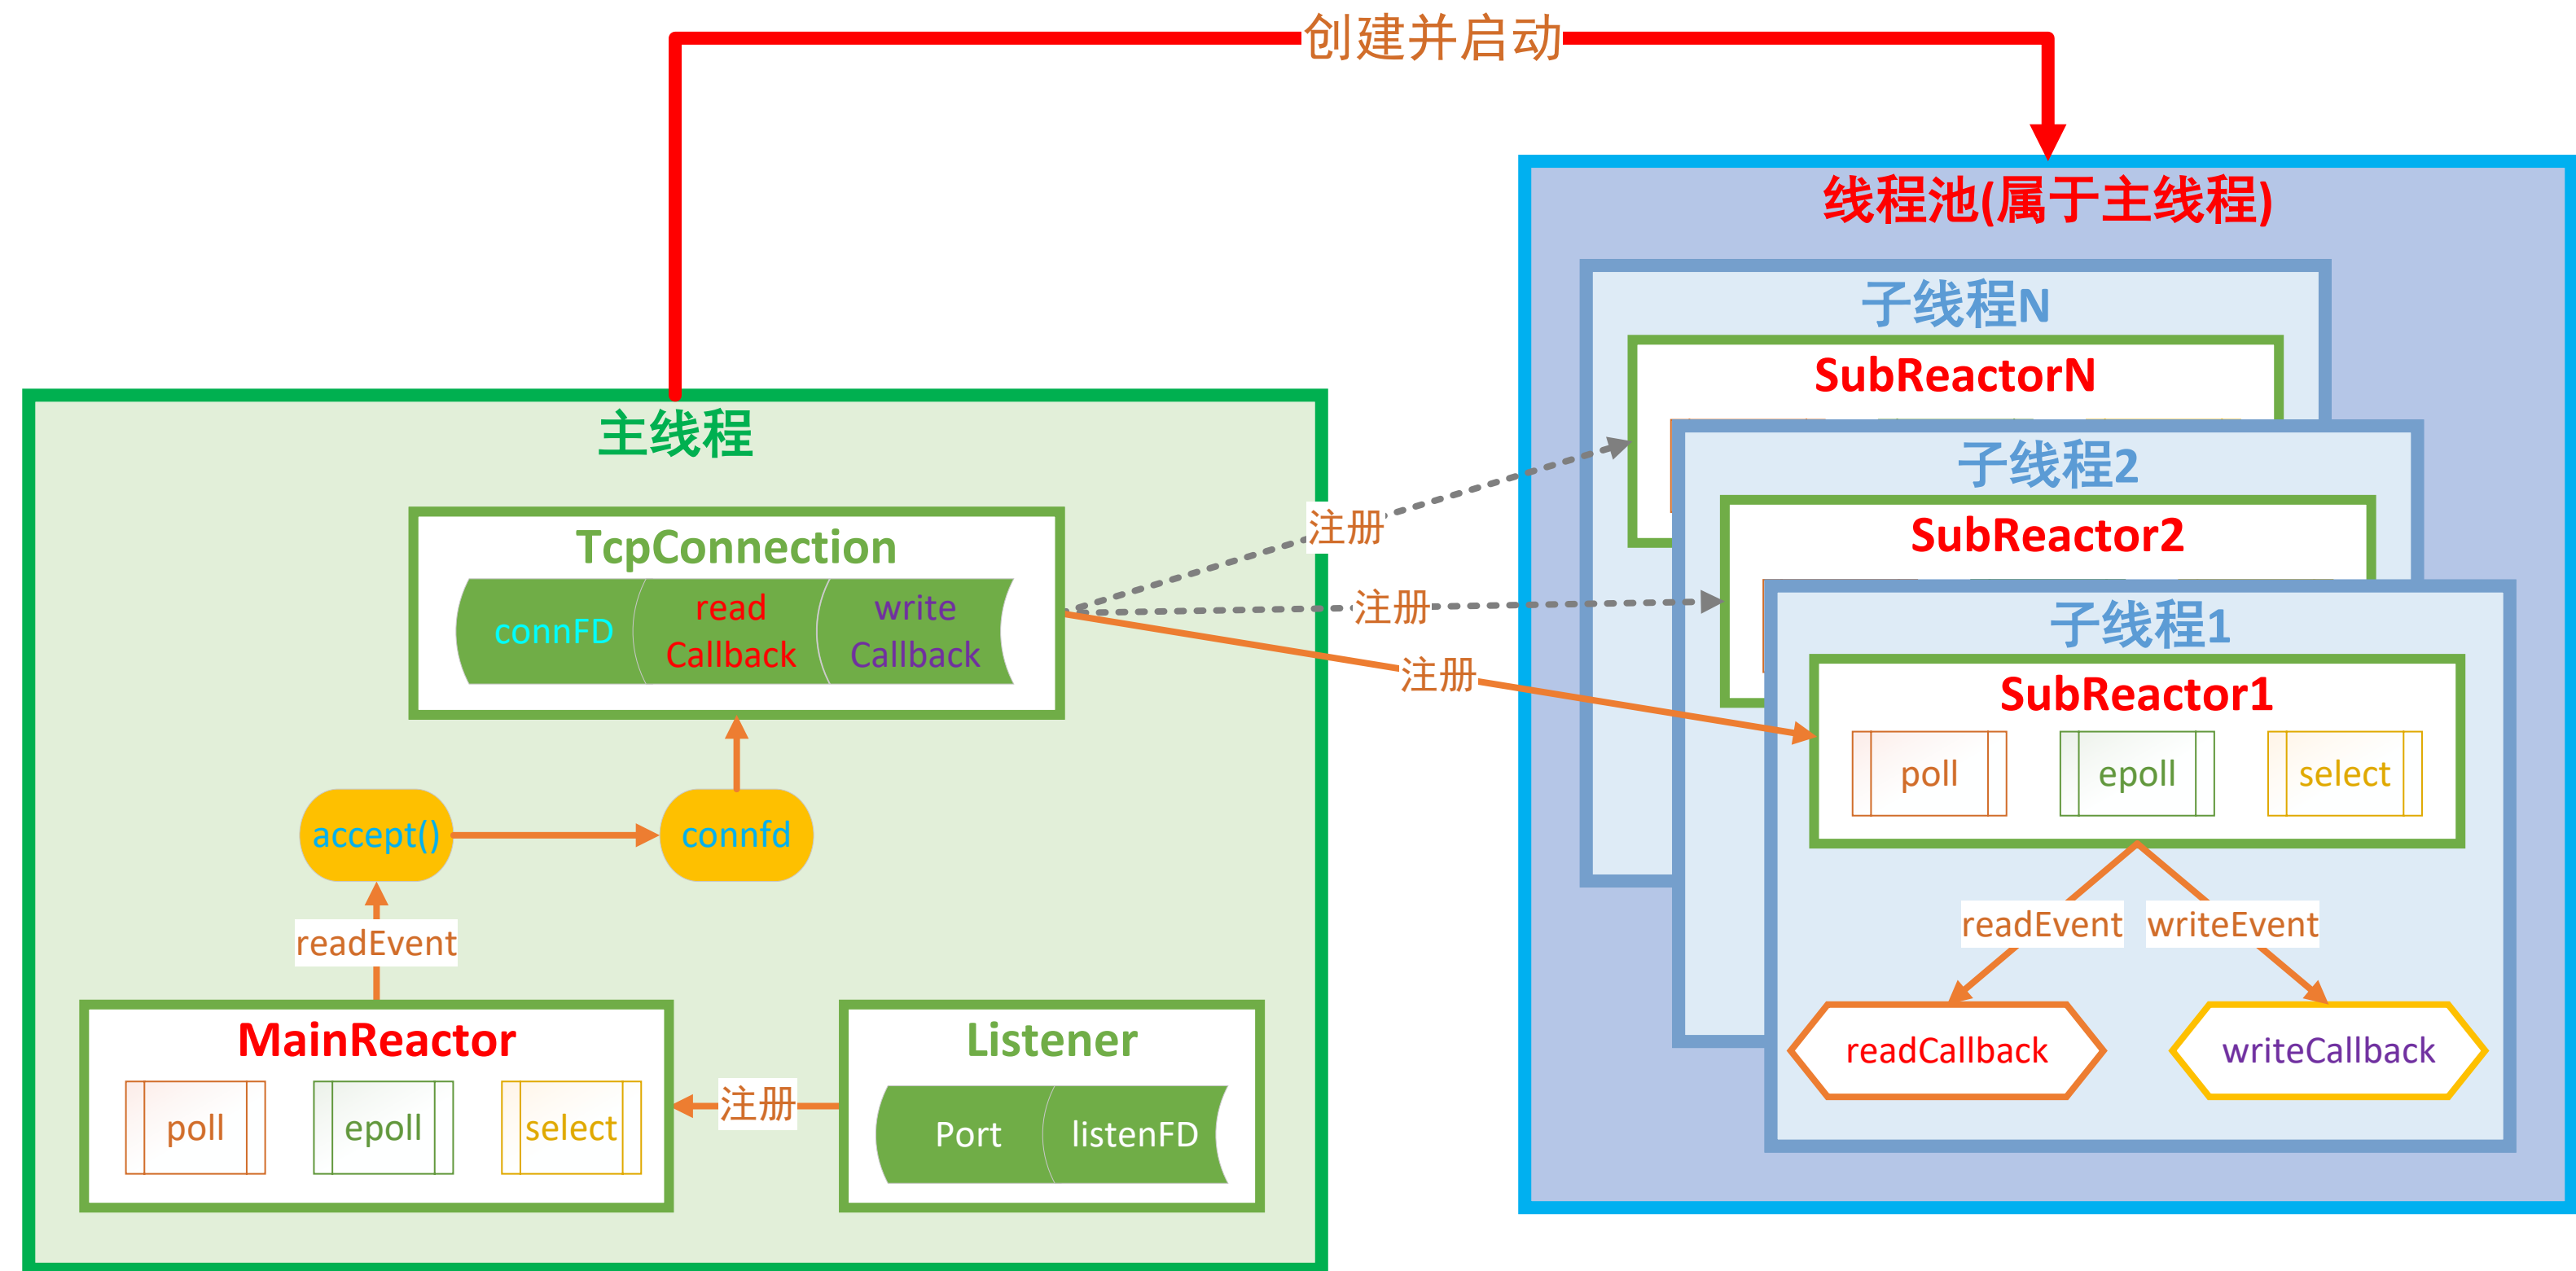 创建并启动
主线程
TcpConnection
connFD
read
Callback
write
Callback
accept()
connfd
readEvent
MainReactor
poll
epoll
select
注册
Listener
Port
listenFD
注册
注册
注册
线程池(属于主线程)
子线程N
SubReactorN
子线程2
SubReactor2
子线程1
SubReactor1
poll
epoll
select
readEvent
writeEvent
readCallback
writeCallback